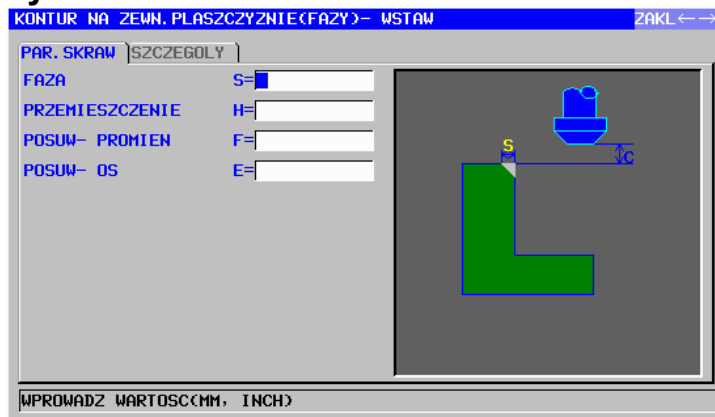 KONTUR NA ZEWN.PLASZCZYZNIE(FAZY)- WSTAW ZAKL←→
PAR.SKRAW SZCZEGOLY
FAZA S=
PRZEMIESZCZENIE H=
POSUW- PROMIEN F=
POSUW- OS E=
S
C
WPROWADZ WARTOSC(MM, INCH)